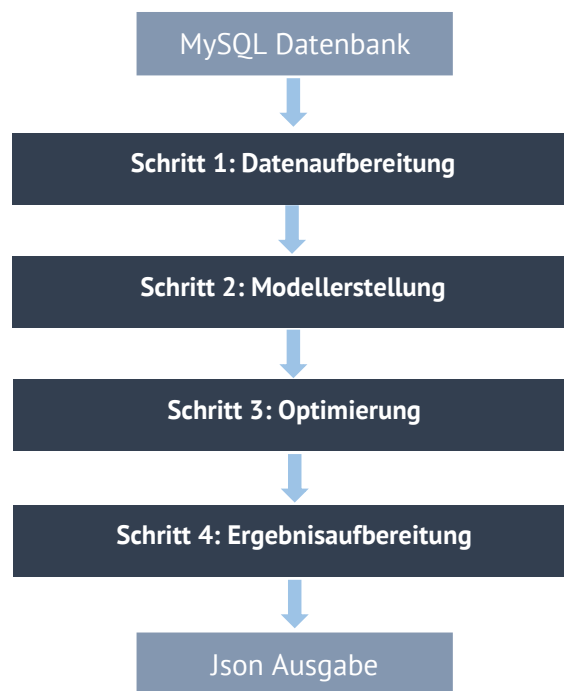 MySQL Datenbank
Schritt 1: Datenaufbereitung
Schritt 2: Modellerstellung
Schritt 3: Optimierung
Schritt 4: Ergebnisaufbereitung
Json Ausgabe